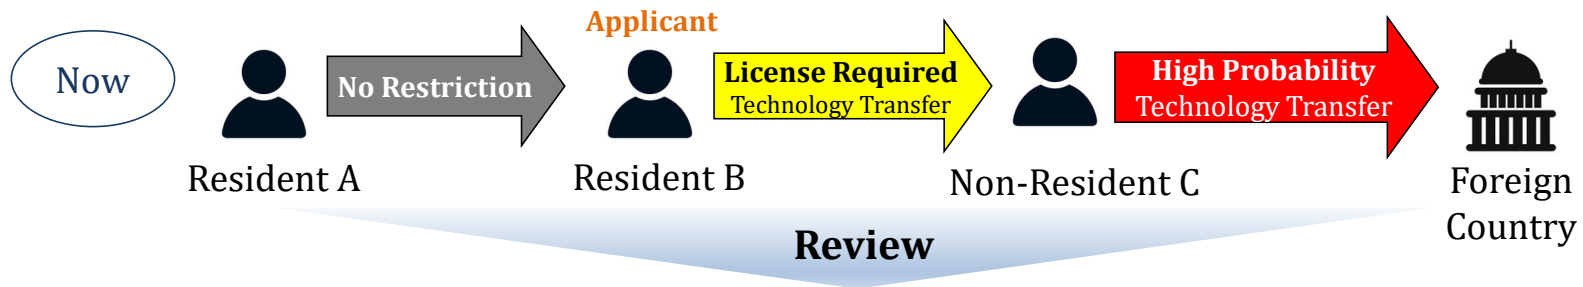 Now
Applicant
No Restriction
License Required
Technology Transfer
High Probability
Technology Transfer
Resident A
Resident B
Non-Resident C
Foreign
Country
Review